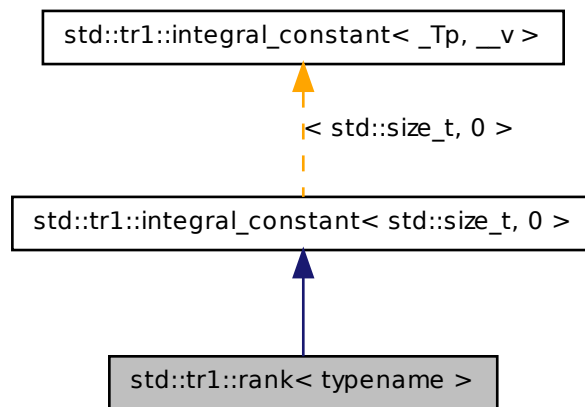 std::tr1::integral_constant< _Tp, __v >
< std::size_t, 0 >
std::tr1::integral_constant< std::size_t, 0 >
std::tr1::rank< typename >